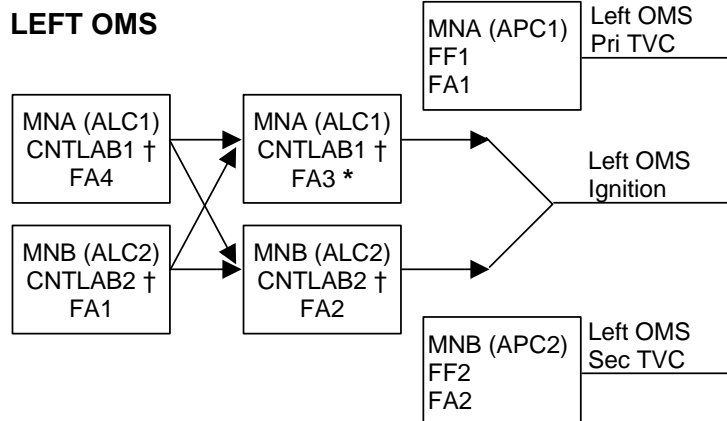 LEFT OMS
MNA (APC1)
FF1
FA1
Left OMS
Pri TVC
MNA (ALC1)
CNTLAB1 †
FA4
MNA (ALC1)
CNTLAB1 †
FA3 *
Left OMS
Ignition
MNB (ALC2)
CNTLAB2 †
FA1
MNB (ALC2)
CNTLAB2 †
FA2
MNB (APC2)
FF2
FA2
Left OMS
Sec TVC